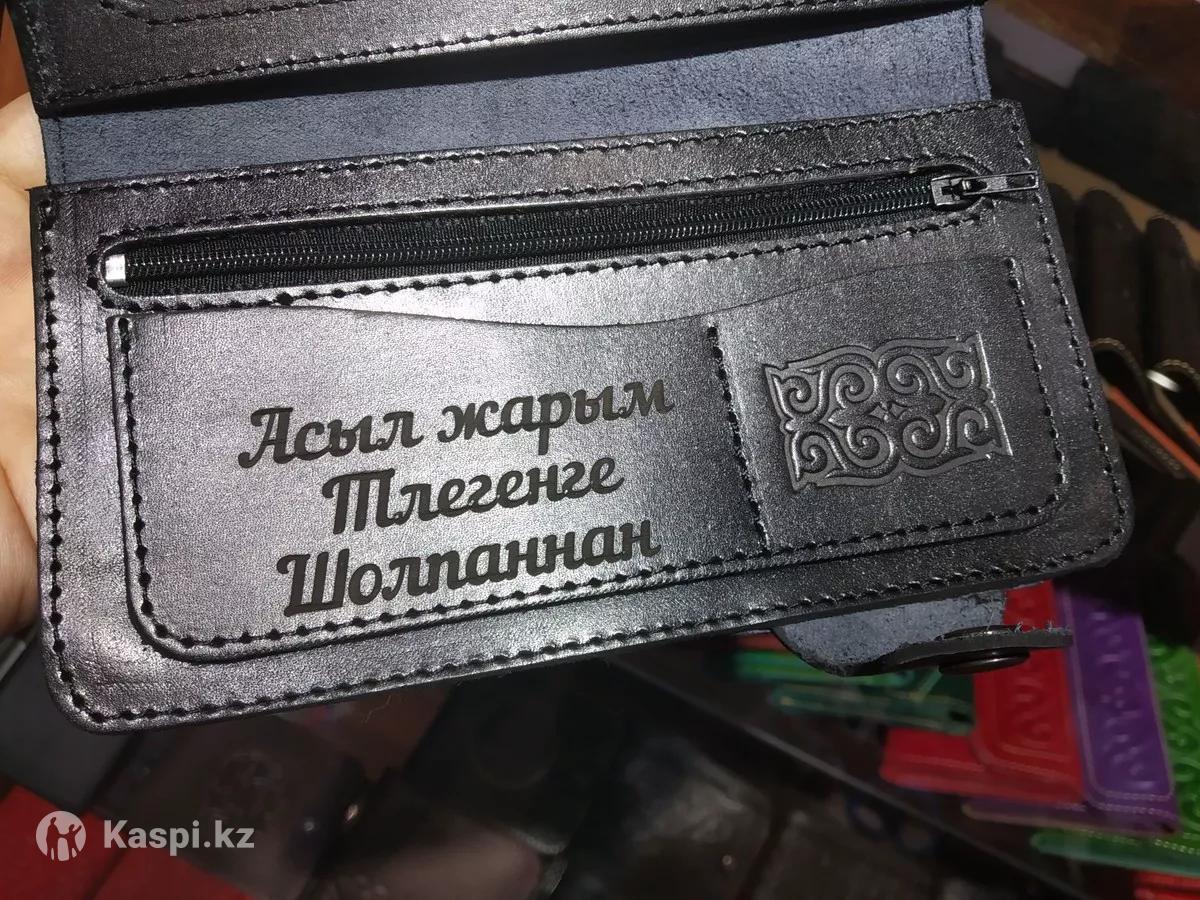 Асыл жарым
Тлегенге
Шолпаннан
Kaspi.kz